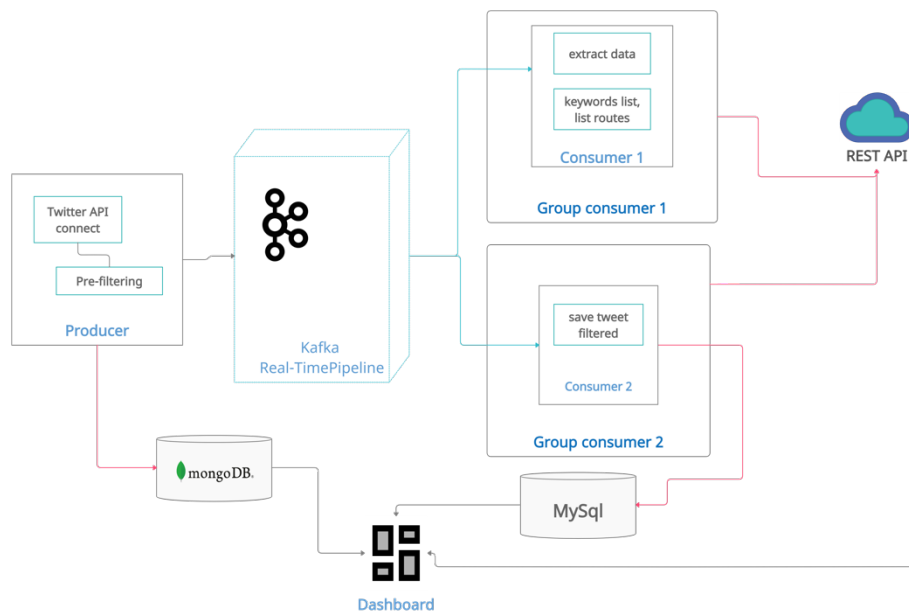 extract data
keywords list,
list routes
Consumer 1
Group consumer 1
REST API
Twitter API
connect
Pre-filtering
Producer
Kafka
Real-TimePipeline
save tweet
filtered
Consumer 2
Group consumer 2
mongoDB.
MySql
Dashboard